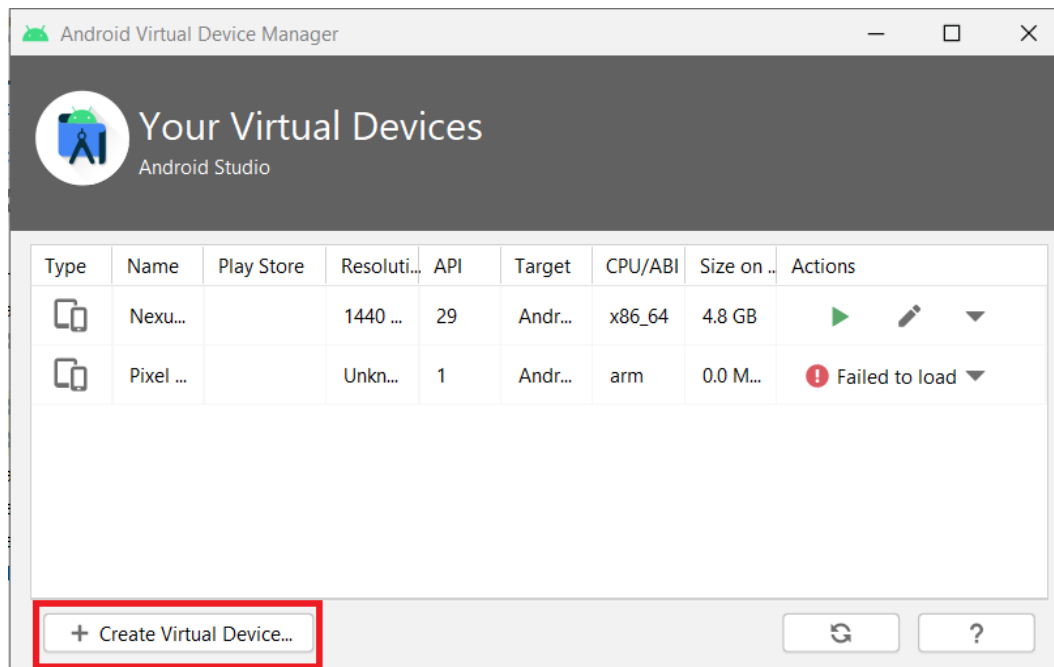 Android Virtual Device Manager
Your Virtual Devices
Android Studio
Type Name Play Store Resoluti... API Target CPU/ABI Size on ... Actions
Nexu... 1440 ... 29 Andr... x86_64 4.8 GB
Pixel ... Unkn... 1 Andr... arm 0.0 M... Failed to load
+ Create Virtual Device... ?